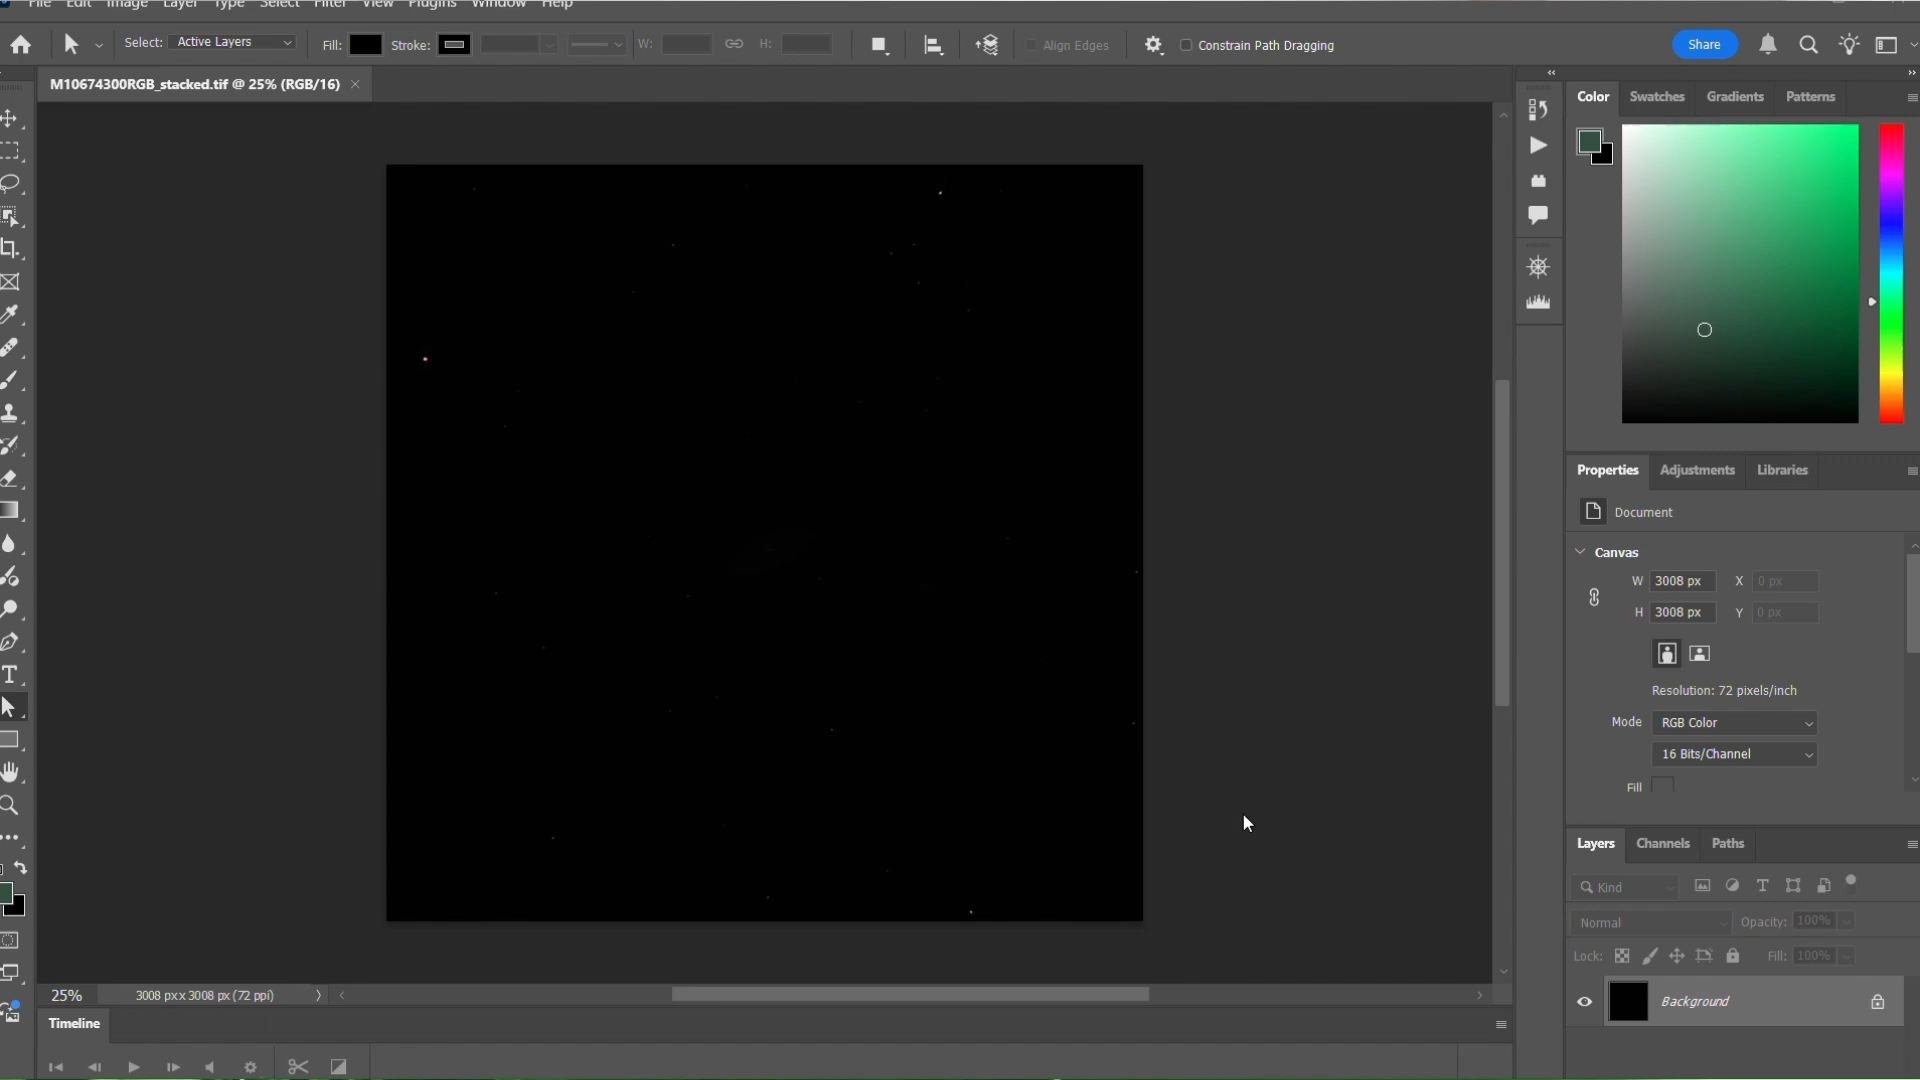 File Edit Image Layer Type Select Filter View Plugins Window Help
Select: Active Layers Fill: Stroke: W: H: Align Edges Constrain Path Dragging Share
M10674300RGB_stacked.tif @ 25% (RGB/16)
Color Swatches Gradients Patterns
Properties Adjustments Libraries
Document
Canvas
W 3008 px X 0 px
H 3008 px Y 0 px
Resolution: 72 pixels/inch
Mode RGB Color
16 Bits/Channel
Fill
Layers Channels Paths
Kind
Normal Opacity: 100%
Lock: Fill: 100%
Background
25% 3008 px x 3008 px (72 ppi)
Timeline